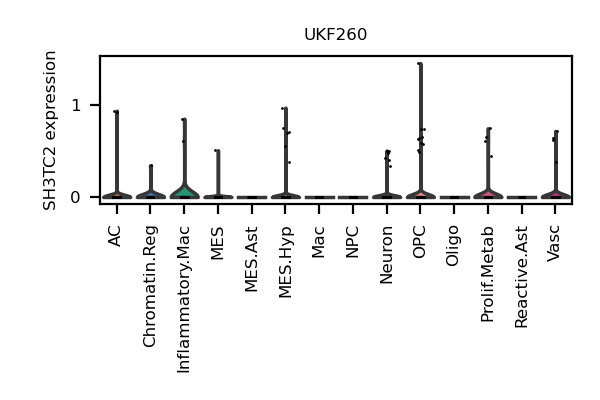 UKF260
SH3TC2 expression
1
0
AC
Chromatin.Reg
Inflammatory.Mac
MES
MES.Ast
MES.Hyp
Mac
NPC
Neuron
OPC
Oligo
Prolif.Metab
Reactive.Ast
Vasc